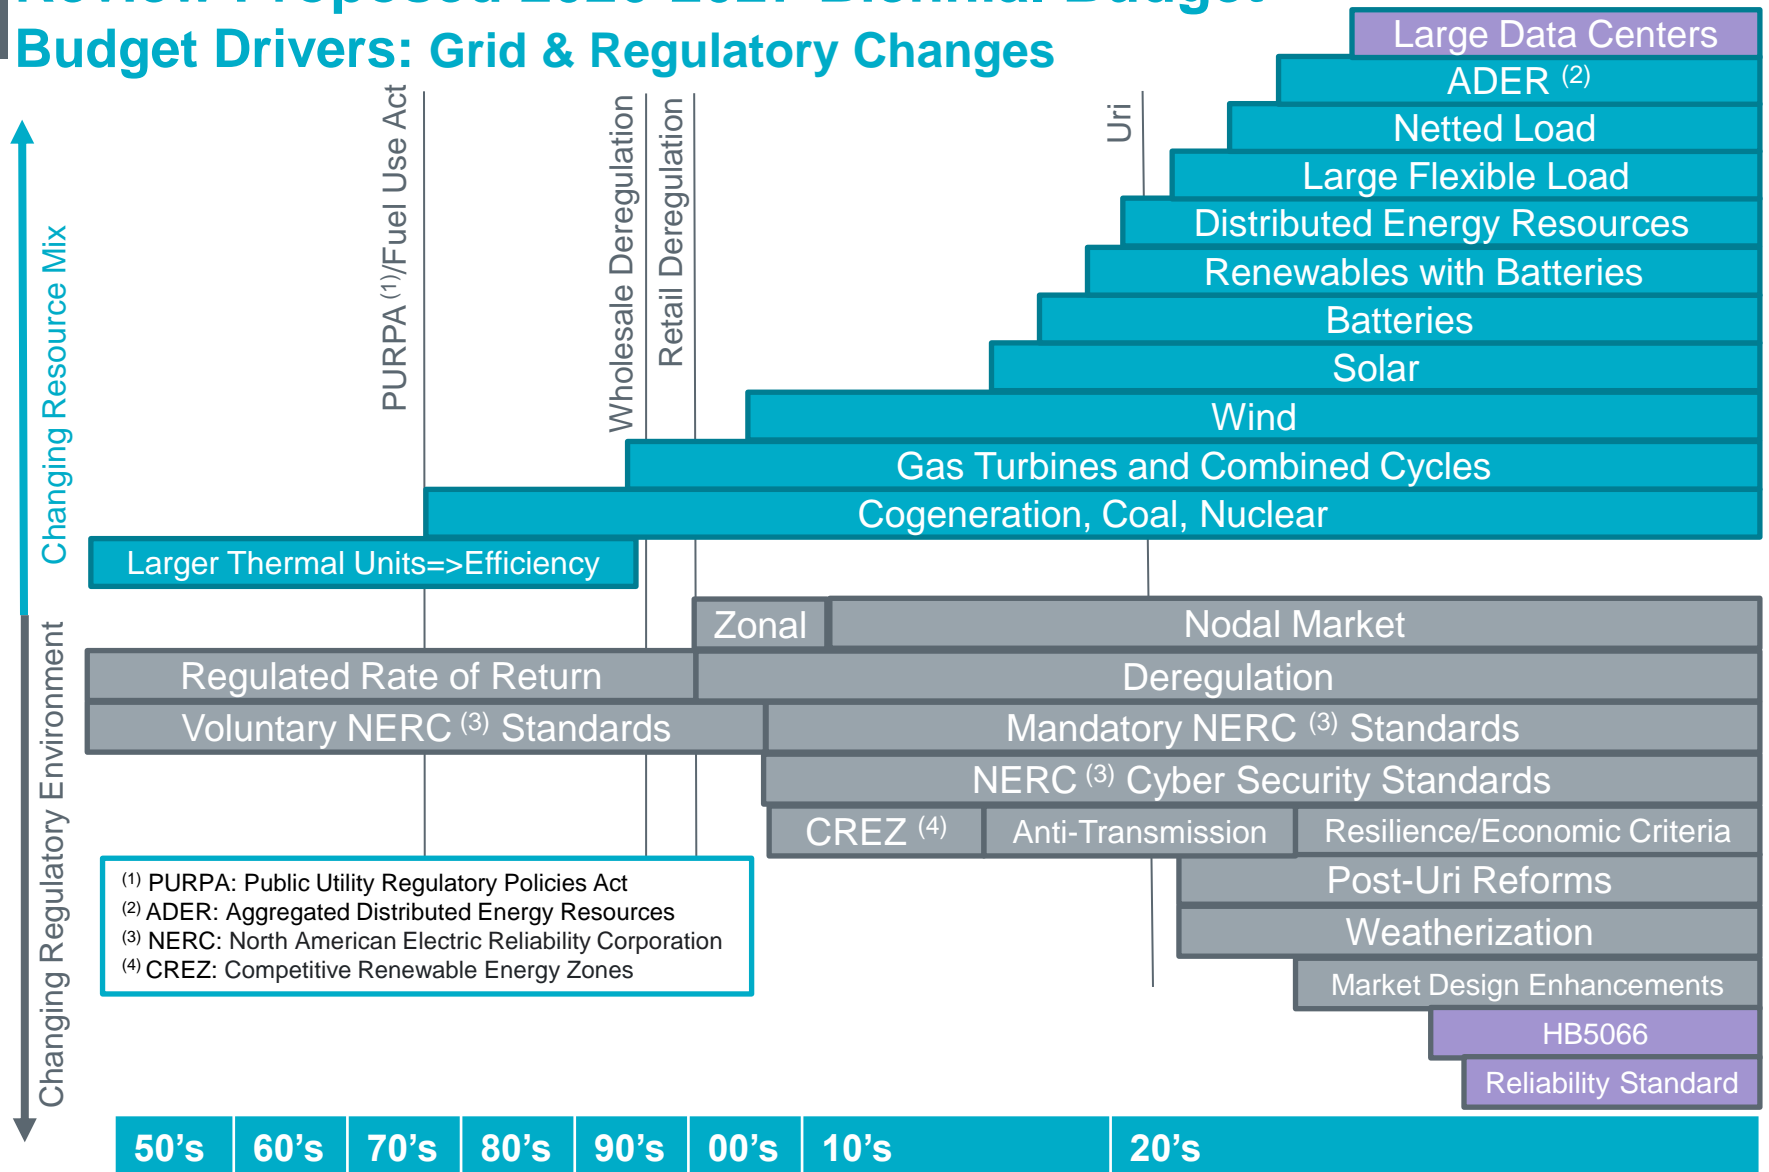 Review Proposed 2026-2027 Biennial Budget
Budget Drivers: Grid & Regulatory Changes
Large Data Centers
ADER (2)
Netted Load
Large Flexible Load
Distributed Energy Resources
Renewables with Batteries
Batteries
Solar
Wind
Gas Turbines and Combined Cycles
Cogeneration, Coal, Nuclear
Larger Thermal Units=>Efficiency
PURPA (1)/Fuel Use Act
Wholesale Deregulation
Retail Deregulation
Uri
Changing Resource Mix
Changing Regulatory Environment
Zonal
Nodal Market
Regulated Rate of Return
Deregulation
Voluntary NERC (3) Standards
Mandatory NERC (3) Standards
NERC (3) Cyber Security Standards
CREZ (4)
Anti-Transmission
Resilience/Economic Criteria
Post-Uri Reforms
Weatherization
Market Design Enhancements
HB5066
Reliability Standard
(1) PURPA: Public Utility Regulatory Policies Act
(2) ADER: Aggregated Distributed Energy Resources
(3) NERC: North American Electric Reliability Corporation
(4) CREZ: Competitive Renewable Energy Zones
50's 60's 70's 80's 90's 00's 10's 20's